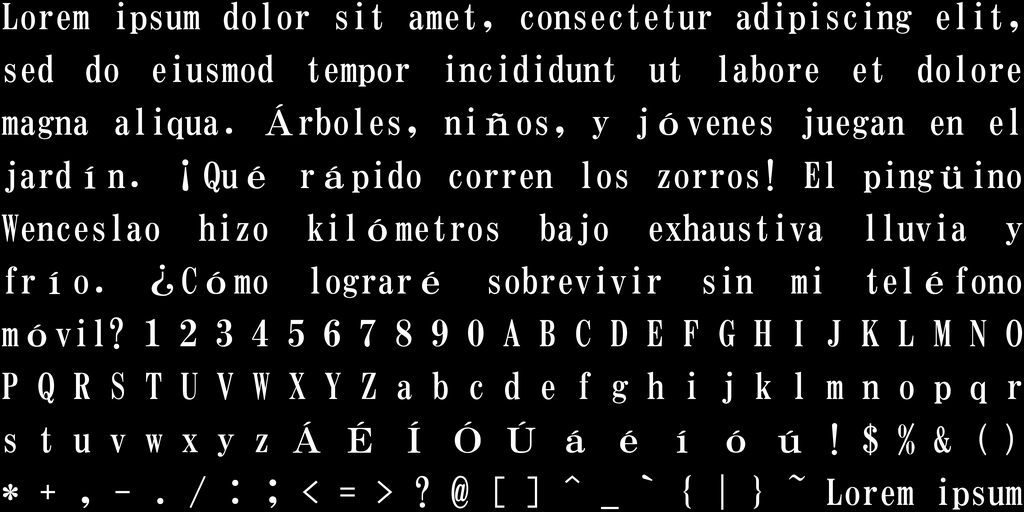 Lorem ipsum dolor sit amet, consectetur adipiscing elit,
sed do eiusmod tempor incididunt ut labore et dolore
magna aliqua. Árboles, niños, y jóvenes juegan en el
jardín. ¡Qué rápido corren los zorros! El pingüino
Wenceslao hizo kilómetros bajo exhaustiva lluvia y
frío. ¿Cómo lograré sobrevivir sin mi teléfono
móvil? 1 2 3 4 5 6 7 8 9 0 A B C D E F G H I J K L M N O
P Q R S T U V W X Y Z a b c d e f g h i j k l m n o p q r
s t u v w x y z Á É Í Ó Ú á é í ó ú ! $ % & ( )
* + , - . / : ; < = > ? @ [ ] ^ _ ` { | } ~ Lorem ipsum